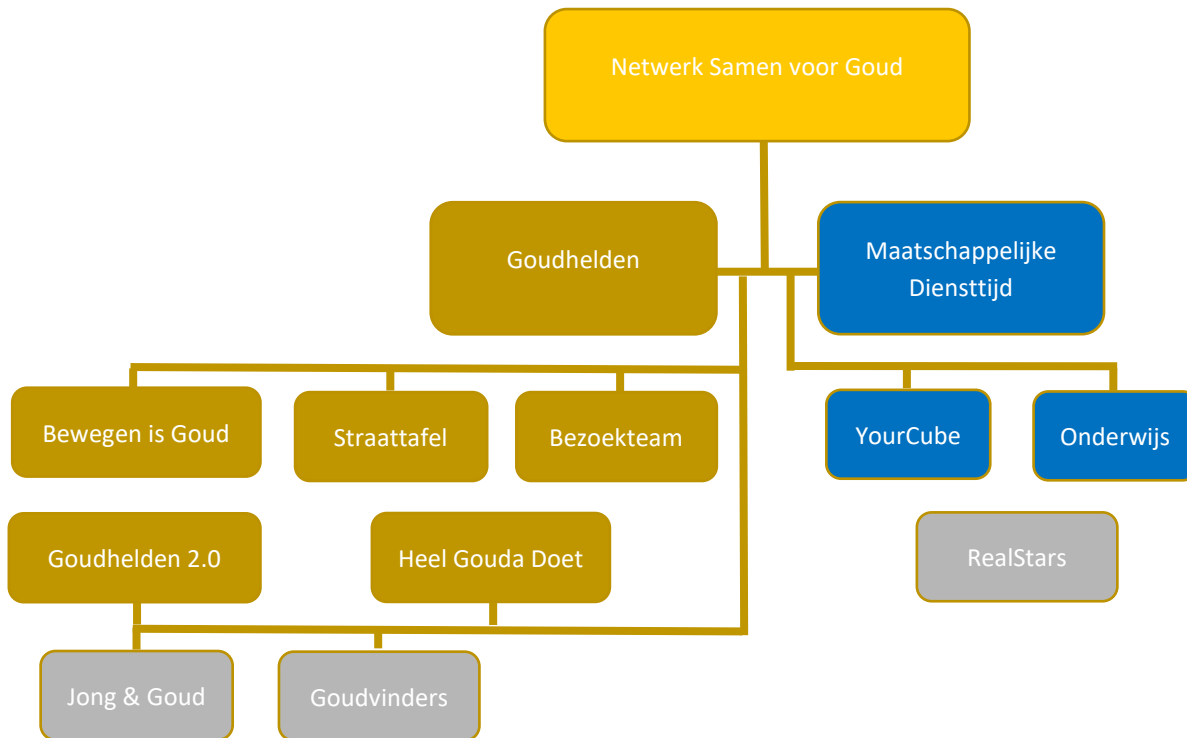 Netwerk Samen voor Goud
Goudhelden
Maatschappelijke
Diensttijd
Bewegen is Goud
Straattafel
Bezoekteam
YourCube
Onderwijs
Goudhelden 2.0
Heel Gouda Doet
RealStars
Jong & Goud
Goudvinders